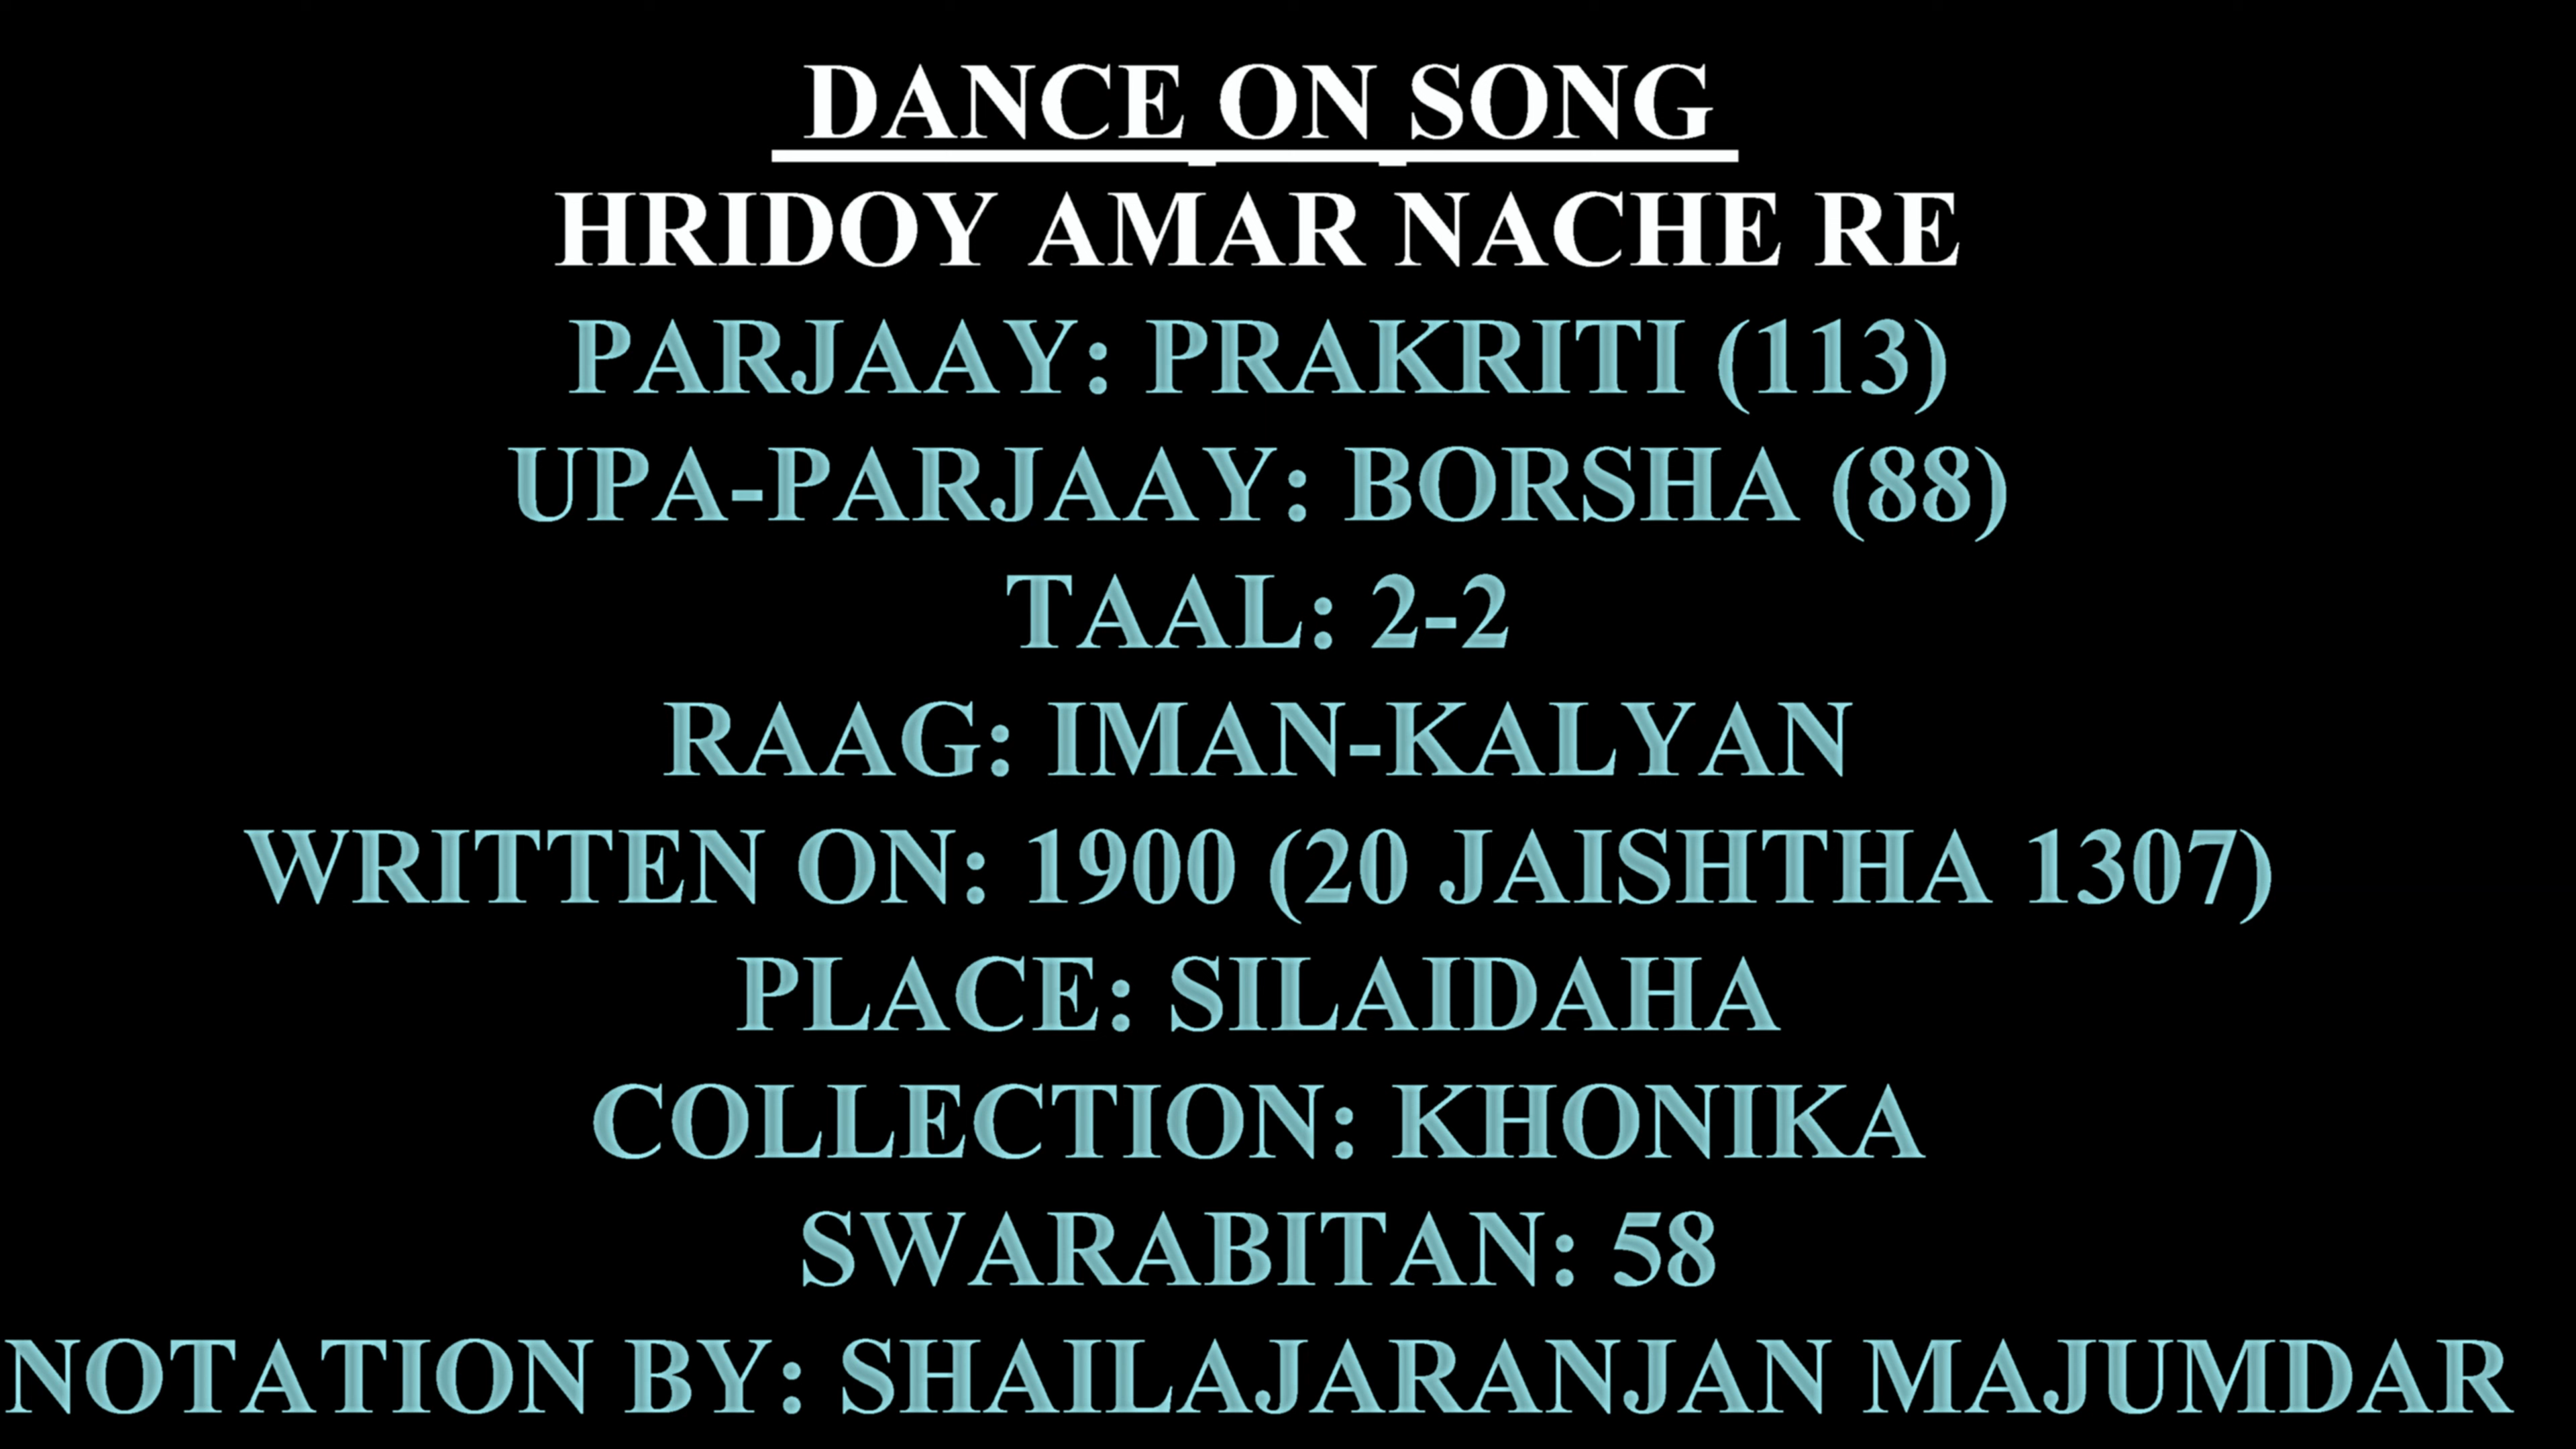 DANCE ON SONG
HRIDOY AMAR NACHE RE
PARJAAY: PRAKRITI (113)
UPA-PARJAAY: BORSHA (88)
TAAL: 2-2
RAAG: IMAN-KALYAN
WRITTEN ON: 1900 (20 JAISHTHA 1307)
PLACE: SILAIDAHA
COLLECTION: KHONIKA
SWARABITAN: 58
NOTATION BY: SHAILAJARANJAN MAJUMDAR